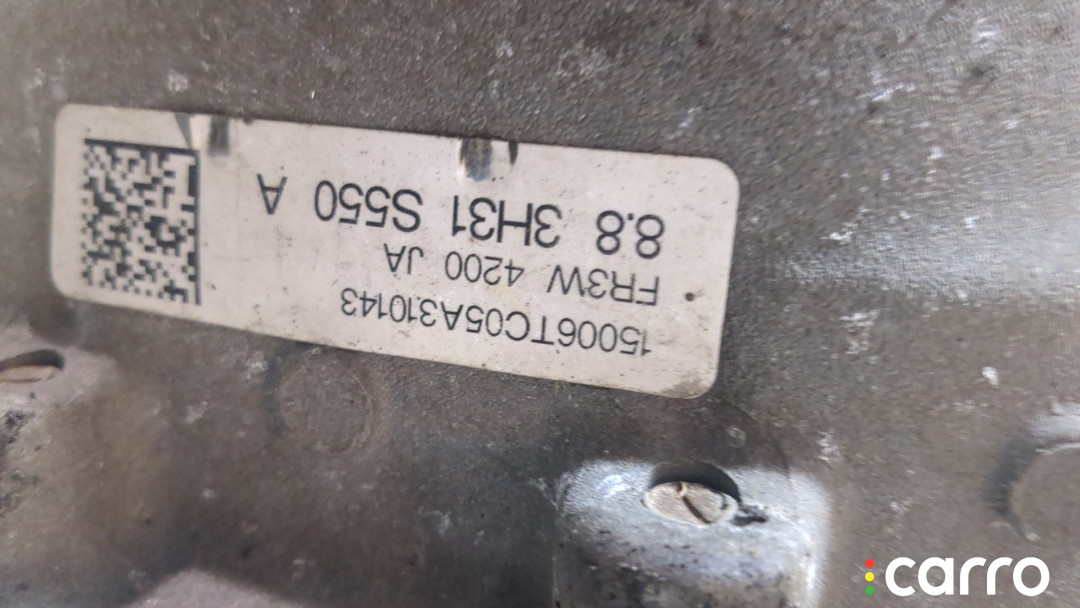 15006TC05A310143
FR3W 4200 JA
8.8 3H31 S550 A
carro